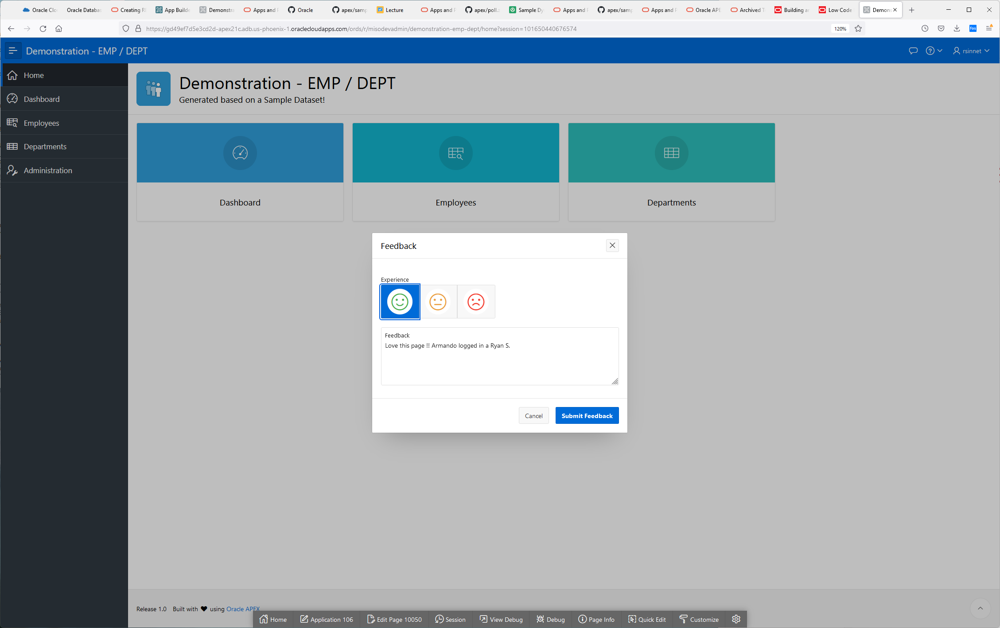 Oracle Clo
Oracle Databas
Creating R
App Builde
Demonstra
Apps and
Oracle
apex/samp
Lecture
Apps and
apex/poll.z
Sample Dy
Apps and
apex/samp
Apps and
Oracle APE
Archived T
Building ar
Low Code
Demons
https://gd49ef7d5e3cd2d-apex21c.adb.us-phoenix-1.oraclecloudapps.com/ords/r/misodevadmin/demonstration-emp-dept/home?session=101650440676574
120%
fos
Demonstration - EMP / DEPT
rsinnet
Home
Dashboard
Employees
Departments
Administration
Demonstration - EMP / DEPT
Generated based on a Sample Dataset!
Dashboard
Employees
Departments
Feedback
Experience
Feedback
Love this page !! Armando logged in a Ryan S.
Cancel
Submit Feedback
Release 1.0 Built with ♥ using Oracle APEX
Home
Application 106
Edit Page 10050
Session
View Debug
Debug
Page Info
Quick Edit
Customize